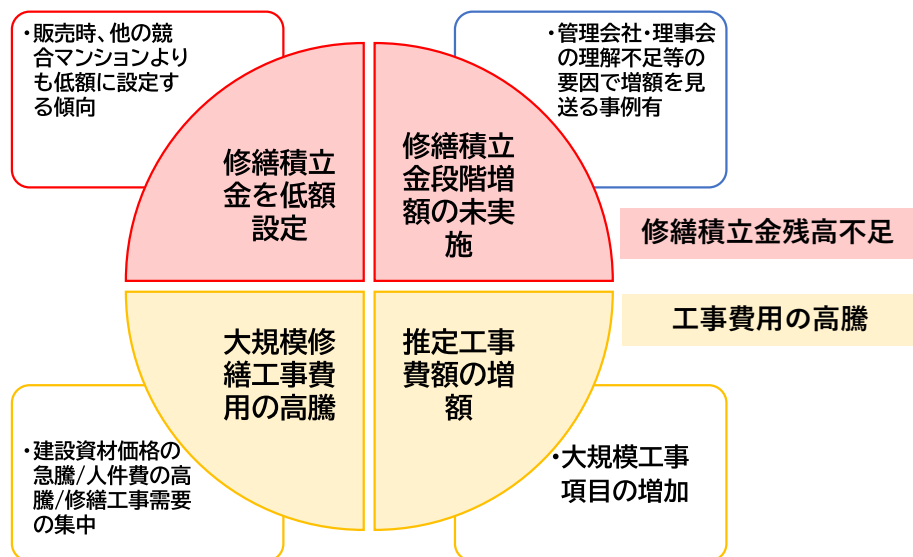 ・販売時、他の競
合マンションより
も低額に設定す
る傾向
・管理会社・理事会
の理解不足等の
要因で増額を見
送る事例有
修繕積立
金を低額
設定
修繕積立
金段階増
額の未実
施
修繕積立金残高不足
工事費用の高騰
大規模修
繕工事費
用の高騰
推定工事
費額の増
額
・建設資材価格の
急騰/人件費の高
騰/修繕工事需要
の集中
・大規模工事
項目の増加